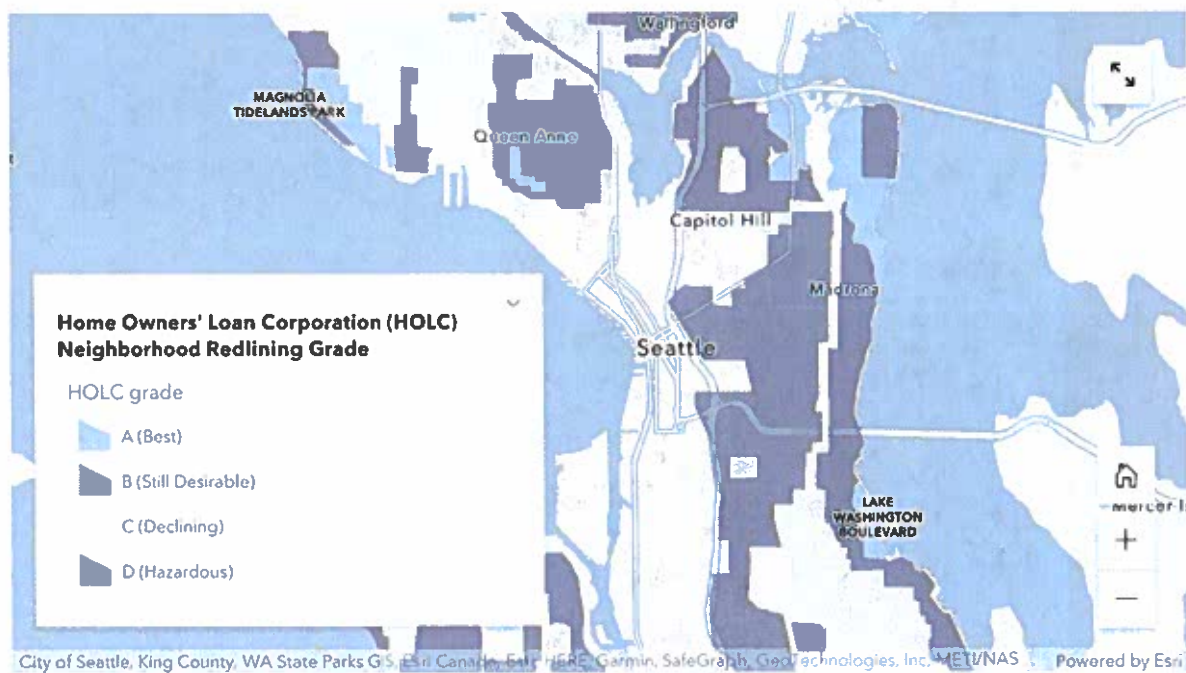 Wallingford
MAGNOLIA
TIDELANDS PARK
Queen Anne
Capitol Hill
Madrona
Home Owners' Loan Corporation (HOLC)
Neighborhood Redlining Grade
Seattle
HOLC grade
A (Best)
B (Still Desirable)
C (Declining)
D (Hazardous)
LAKE
WASHINGTON
BOULEVARD
+
−
City of Seattle, King County, WA State Parks GIS, Esri Canada, Esri, HERE, Garmin, SafeGraph, GeoTechnologies, Inc, METI/NAS
Powered by Esri